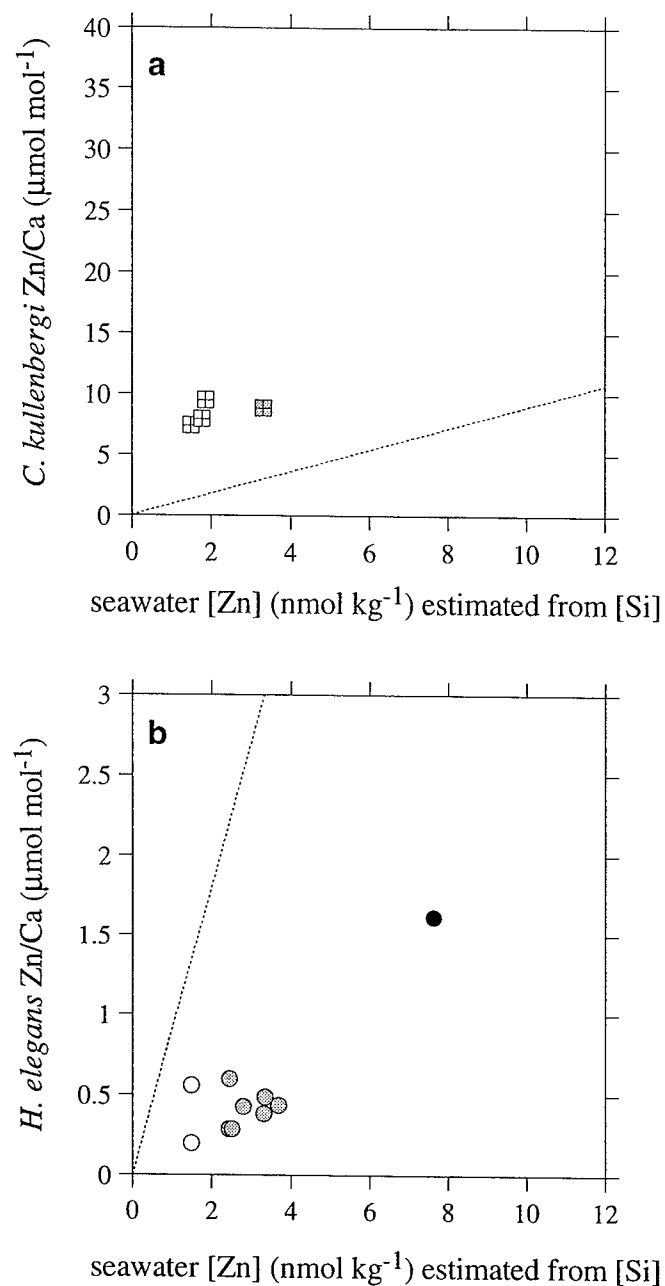 40
35
30
25
20
15
10
5
0
C. kullenbergi Zn/Ca (μmol mol⁻¹)
a
0 2 4 6 8 10 12
seawater [Zn] (nmol kg⁻¹) estimated from [Si]
3
2.5
2
1.5
1
0.5
0
H. elegans Zn/Ca (μmol mol⁻¹)
b
0 2 4 6 8 10 12
seawater [Zn] (nmol kg⁻¹) estimated from [Si]